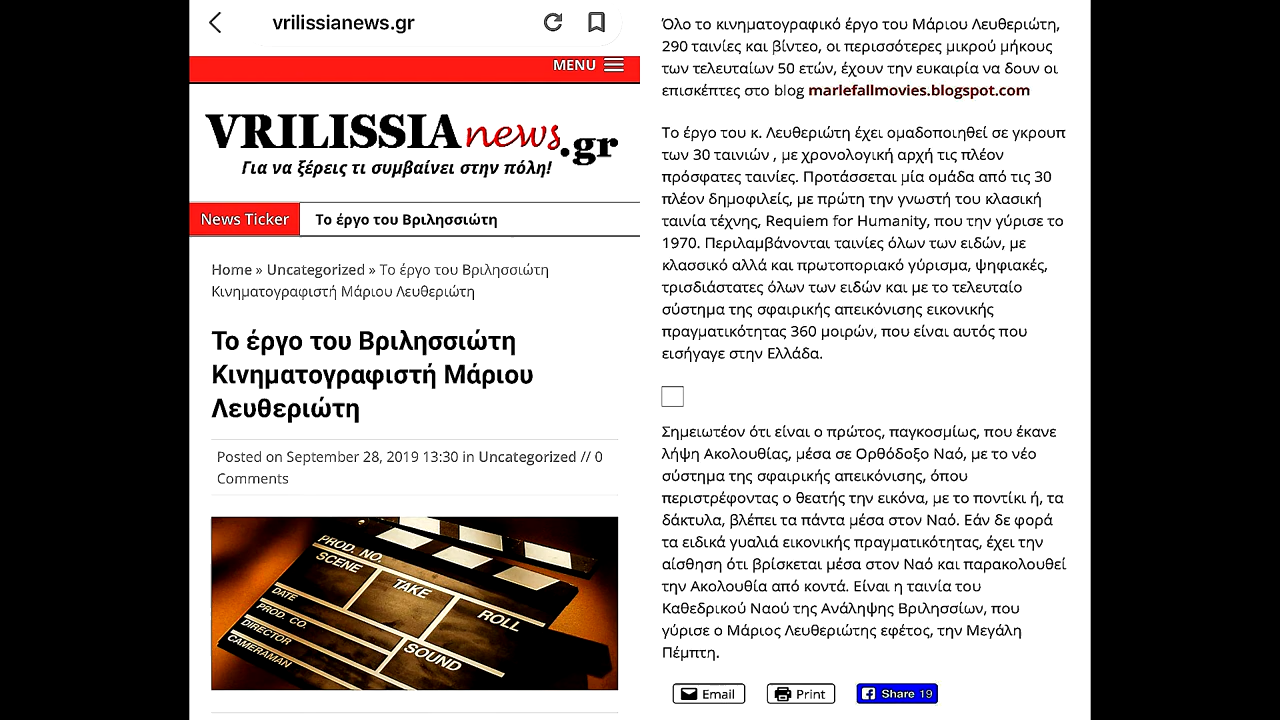 vrilissianews.gr
MENU
VRILISSIAnews.gr
Για να ξέρεις τι συμβαίνει στην πόλη!
News Ticker
Το έργο του Βριλησσιώτη
Home » Uncategorized » Το έργο του Βριλησσιώτη
Κινηματογραφιστή Μάριου Λευθεριώτη
Το έργο του Βριλησσιώτη
Κινηματογραφιστή Μάριου
Λευθεριώτη
Posted on September 28, 2019 13:30 in Uncategorized // 0
Comments
PROD. NO.
SCENE
TAKE
ROLL
DATE
PROD. CO.
DIRECTOR
CAMERAMAN
SOUND
Όλο το κινηματογραφικό έργο του Μάριου Λευθεριώτη,
290 ταινίες και βίντεο, οι περισσότερες μικρού μήκους
των τελευταίων 50 ετών, έχουν την ευκαιρία να δουν οι
επισκέπτες στο blog marlefallmovies.blogspot.com
Το έργο του κ. Λευθεριώτη έχει ομαδοποιηθεί σε γκρουπ
των 30 ταινιών , με χρονολογική αρχή τις πλέον
πρόσφατες ταινίες. Προτάσσεται μία ομάδα από τις 30
πλέον δημοφιλείς, με πρώτη την γνωστή του κλασική
ταινία τέχνης, Requiem for Humanity, που την γύρισε το
1970. Περιλαμβάνονται ταινίες όλων των ειδών, με
κλασσικό αλλά και πρωτοποριακό γύρισμα, ψηφιακές,
τρισδιάστατες όλων των ειδών και με το τελευταίο
σύστημα της σφαιρικής απεικόνισης εικονικής
πραγματικότητας 360 μοιρών, που είναι αυτός που
εισήγαγε στην Ελλάδα.
Σημειωτέον ότι είναι ο πρώτος, παγκοσμίως, που έκανε
λήψη Ακολουθίας, μέσα σε Ορθόδοξο Ναό, με το νέο
σύστημα της σφαιρικής απεικόνισης, όπου
περιστρέφοντας ο θεατής την εικόνα, με το ποντίκι ή, τα
δάκτυλα, βλέπει τα πάντα μέσα στον Ναό. Εάν δε φορά
τα ειδικά γυαλιά εικονικής πραγματικότητας, έχει την
αίσθηση ότι βρίσκεται μέσα στον Ναό και παρακολουθεί
την Ακολουθία από κοντά. Είναι η ταινία του
Καθεδρικού Ναού της Ανάληψης Βριλησσίων, που
γύρισε ο Μάριος Λευθεριώτης εφέτος, την Μεγάλη
Πέμπτη.
Email
Print
Share 19